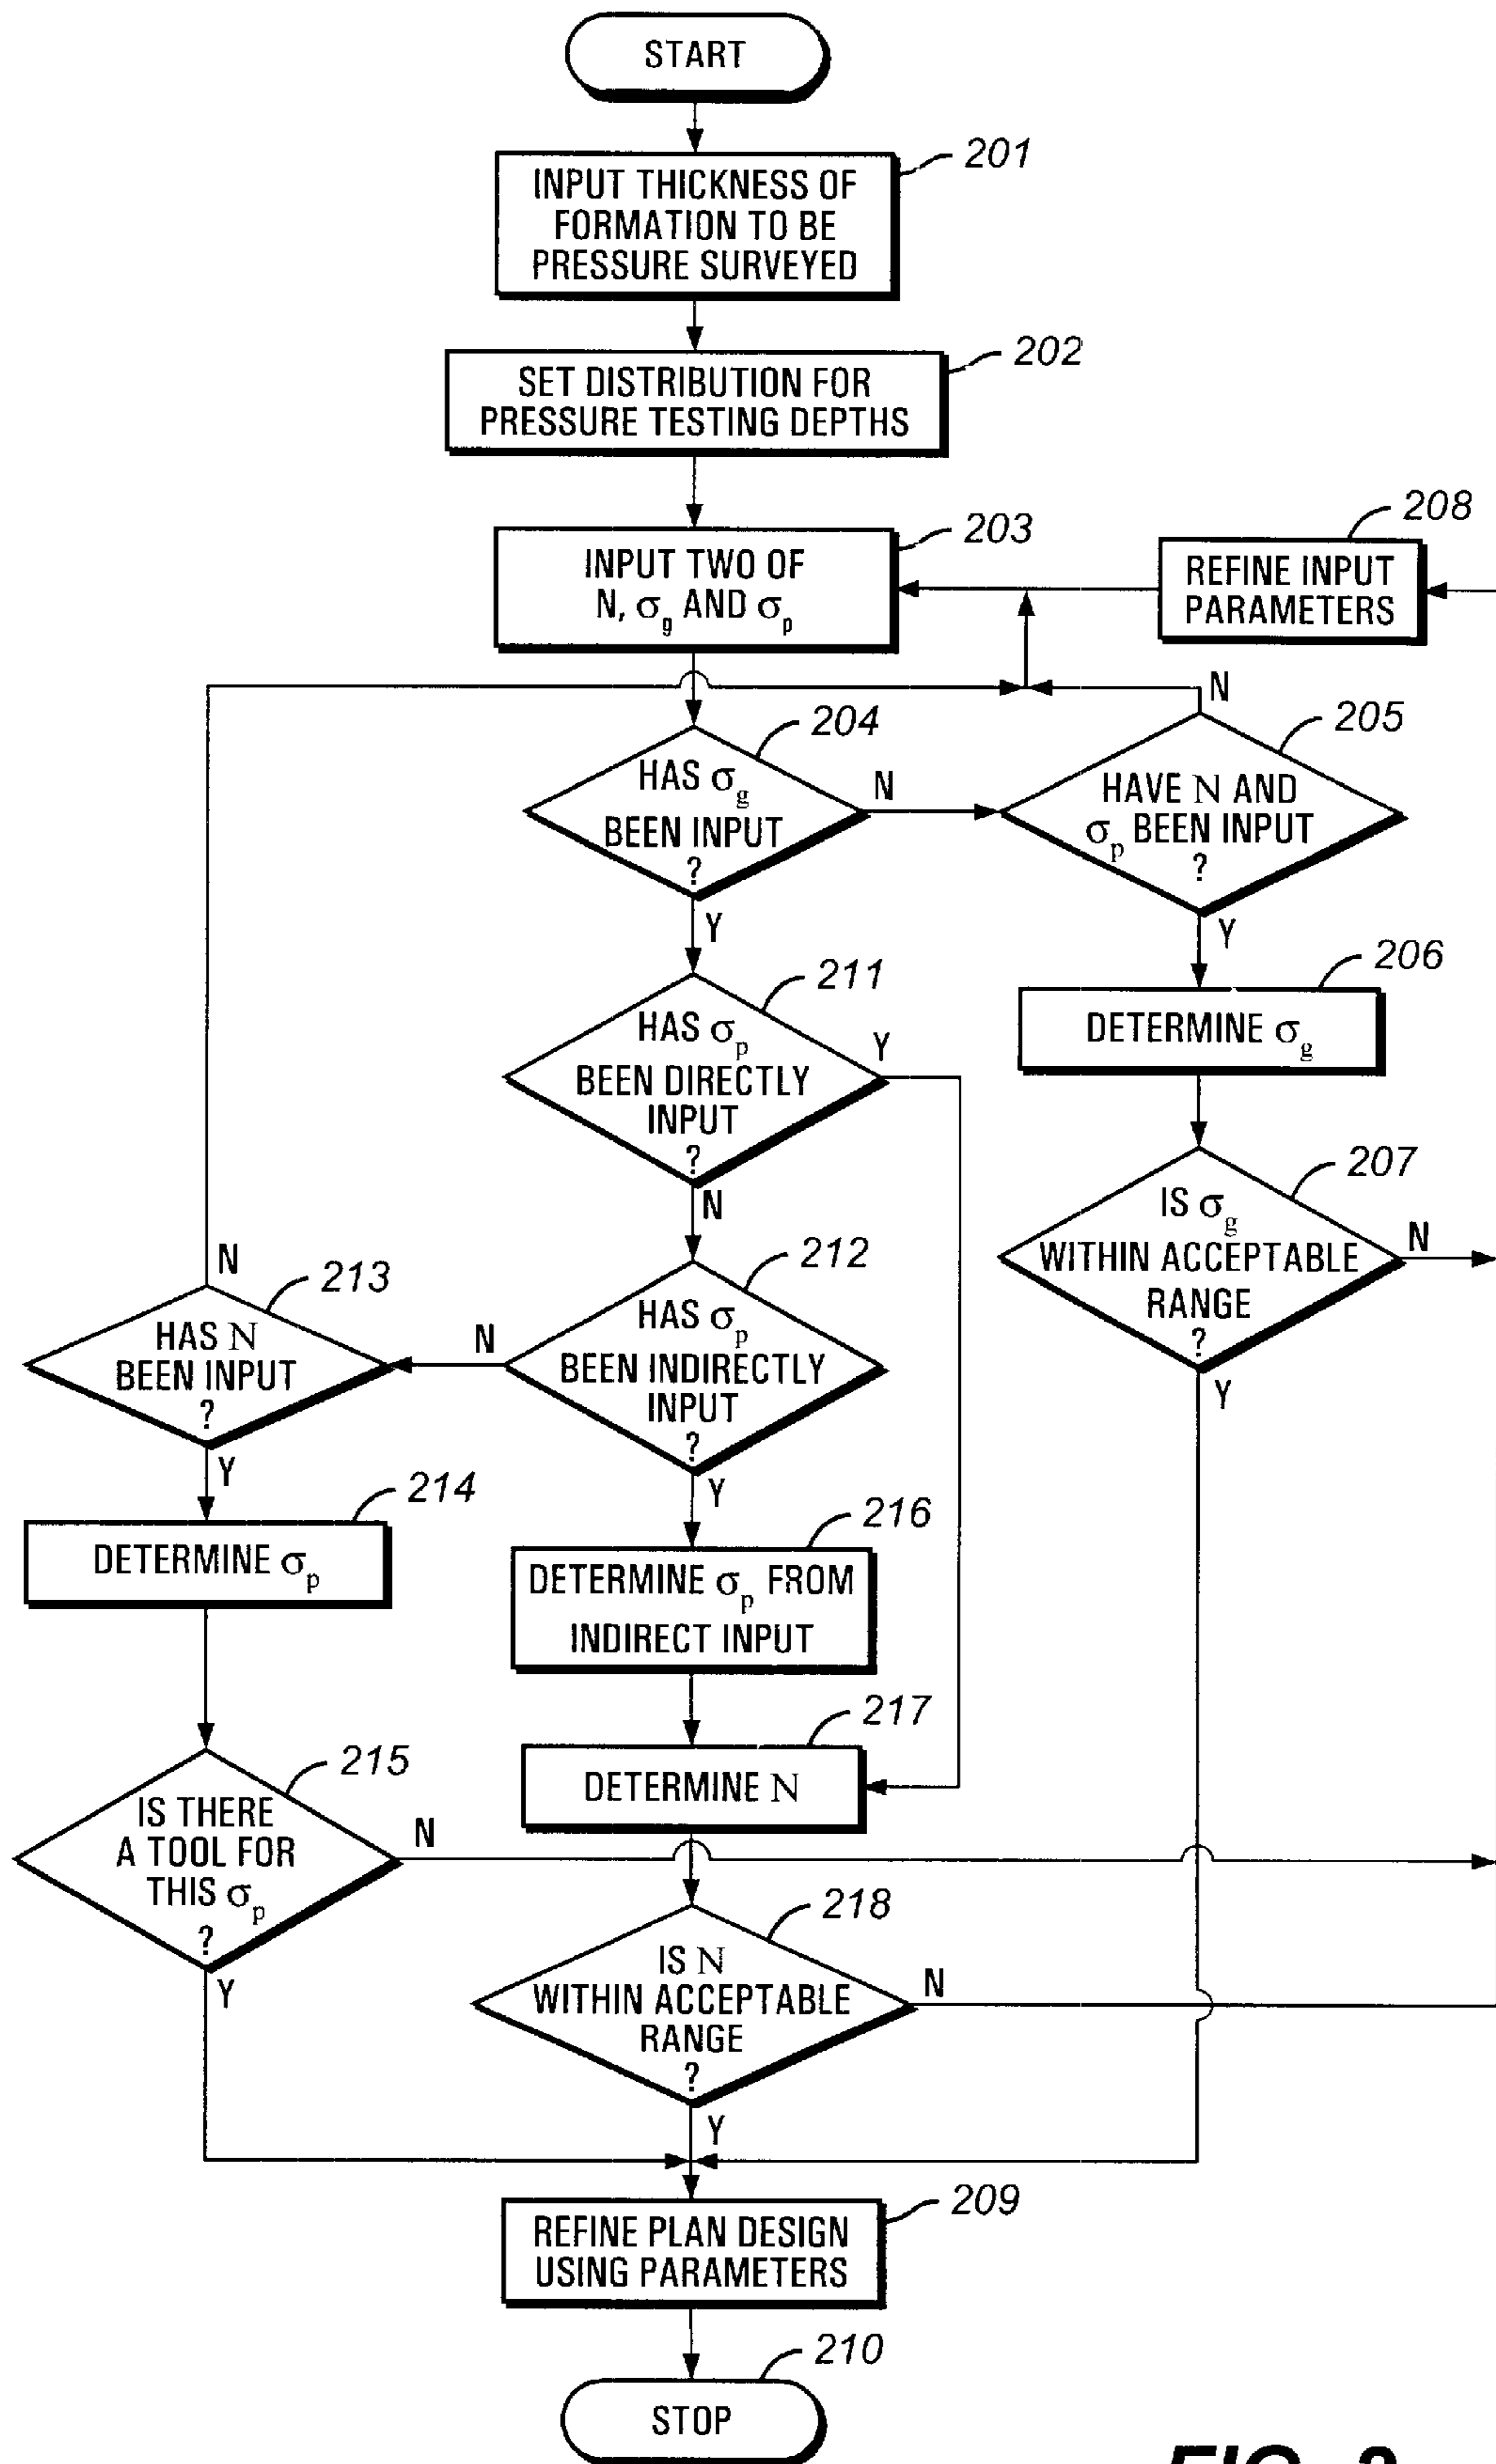 START
201
INPUT THICKNESS OF
FORMATION TO BE
PRESSURE SURVEYED
202
SET DISTRIBUTION FOR
PRESSURE TESTING DEPTHS
203
INPUT TWO OF
N, σg AND σp
208
REFINE INPUT
PARAMETERS
204
HAS σg
BEEN INPUT
?
N
Y
205
HAVE N AND
σp BEEN INPUT
?
N
Y
206
DETERMINE σg
207
IS σg
WITHIN ACCEPTABLE
RANGE
?
N
Y
211
HAS σp
BEEN DIRECTLY
INPUT
?
Y
N
212
HAS σp
BEEN INDIRECTLY
INPUT
?
N
Y
213
HAS N
BEEN INPUT
?
N
Y
214
DETERMINE σp
215
IS THERE
A TOOL FOR
THIS σp
?
N
Y
216
DETERMINE σp FROM
INDIRECT INPUT
217
DETERMINE N
218
IS N
WITHIN ACCEPTABLE
RANGE
?
N
Y
209
REFINE PLAN DESIGN
USING PARAMETERS
210
STOP